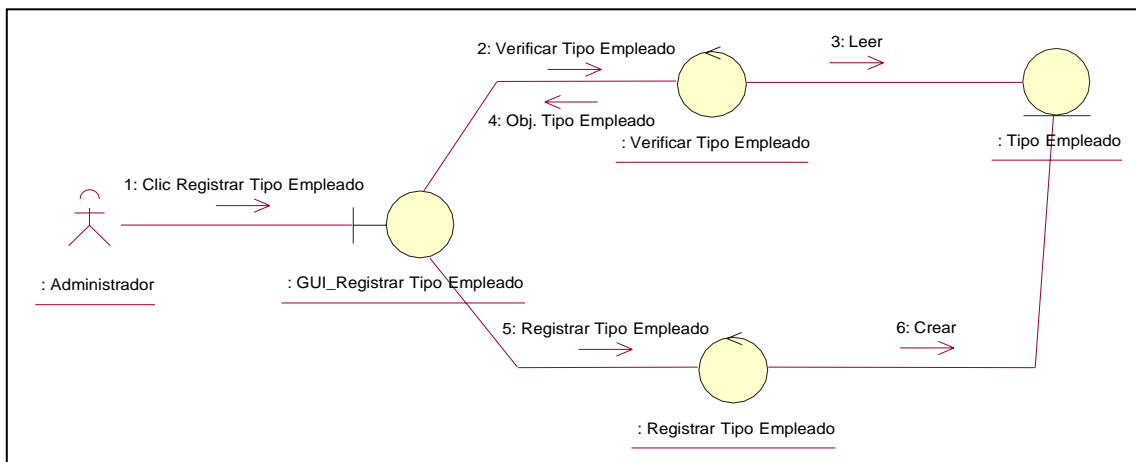 2: Verificar Tipo Empleado
3: Leer
4: Obj. Tipo Empleado
: Verificar Tipo Empleado
: Tipo Empleado
1: Clic Registrar Tipo Empleado
: Administrador
: GUI_Registrar Tipo Empleado
5: Registrar Tipo Empleado
6: Crear
: Registrar Tipo Empleado